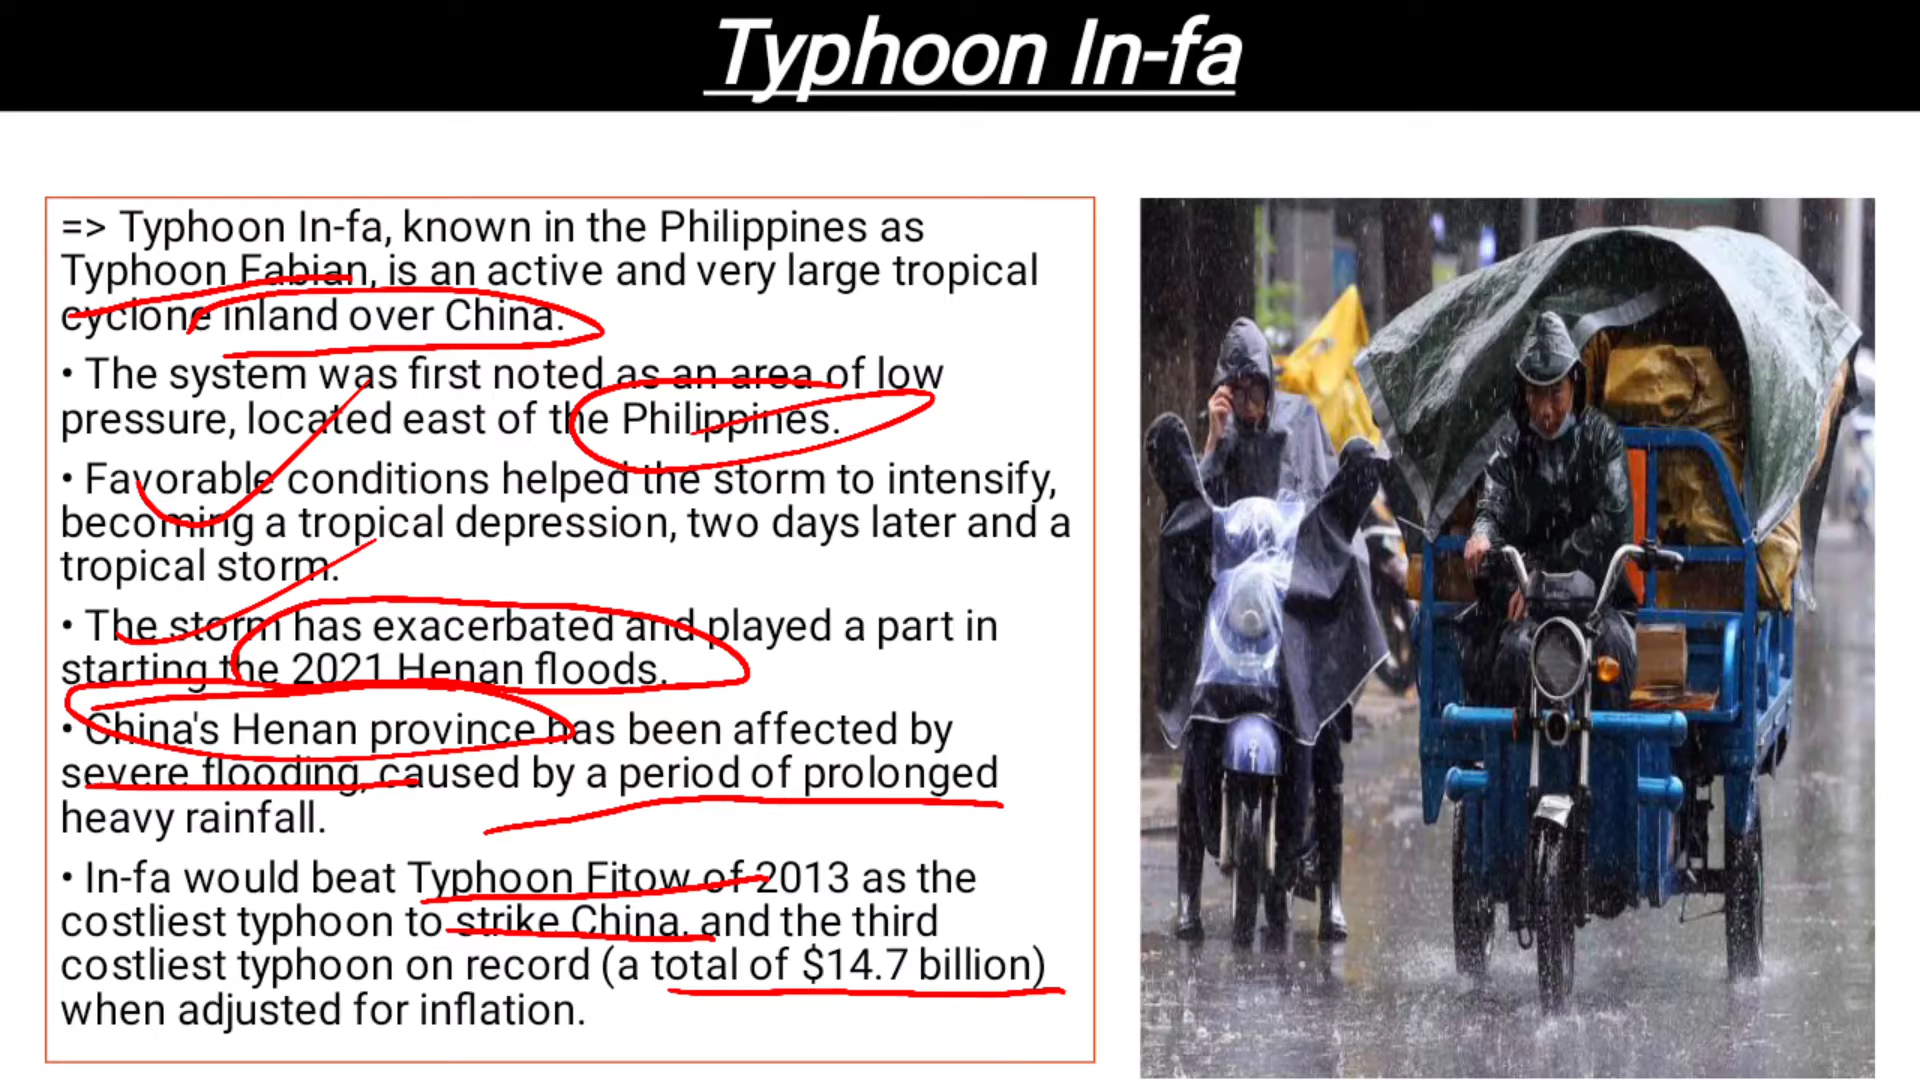 Typhoon In-fa
=> Typhoon In-fa, known in the Philippines as
Typhoon Fabian, is an active and very large tropical
cyclone inland over China.
• The system was first noted as an area of low
pressure, located east of the Philippines.
• Favorable conditions helped the storm to intensify,
becoming a tropical depression, two days later and a
tropical storm.
• The storm has exacerbated and played a part in
starting the 2021 Henan floods.
• China's Henan province has been affected by
severe flooding, caused by a period of prolonged
heavy rainfall.
• In-fa would beat Typhoon Fitow of 2013 as the
costliest typhoon to strike China, and the third
costliest typhoon on record (a total of $14.7 billion)
when adjusted for inflation.